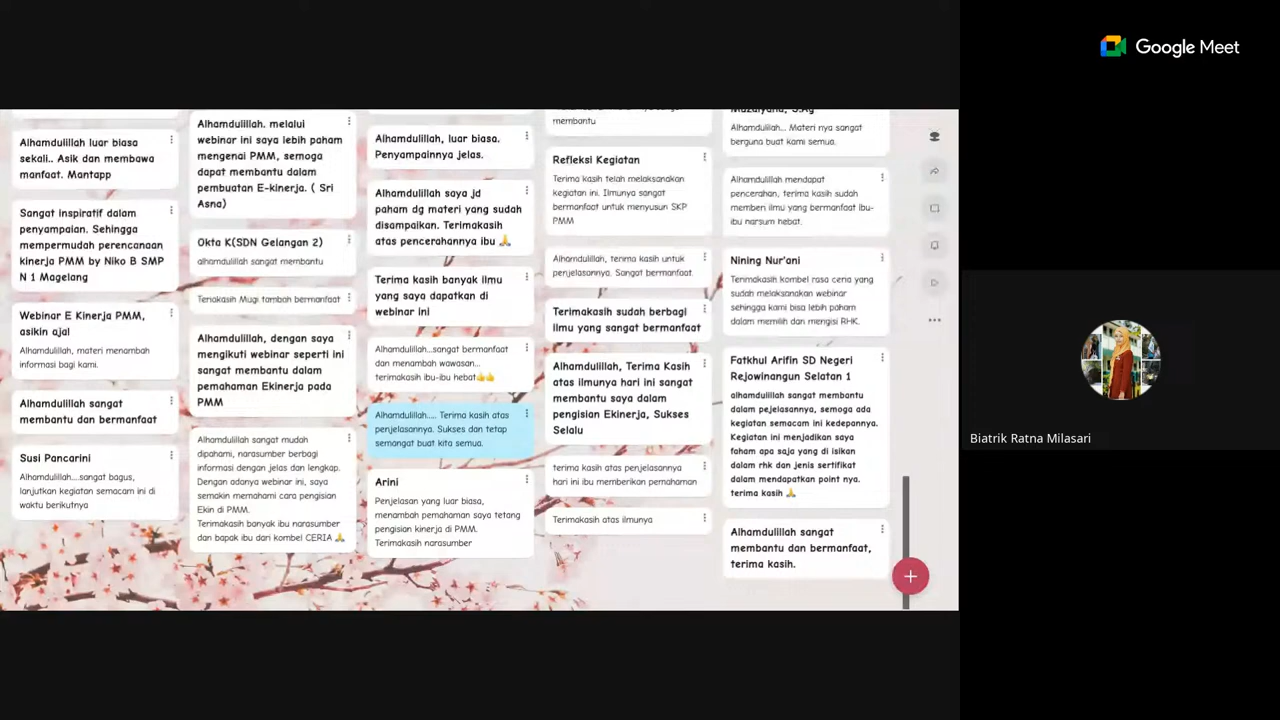 Google Meet
Alhamdulillah luar biasa
sekali.. Asik dan membawa
manfaat. Mantapp
Sangat inspiratif dalam
penyampaian. Sehingga
mempermudah perencanaan
kinerja PMM by Niko B SMP
N 1 Magelang
Webinar E Kinerja PMM,
asikin aja!
Alhamdulillah, materi menambah
informasi bagi kami.
Alhamdulillah sangat
membantu dan bermanfaat
Susi Pancarini
Alhamdulillah....sangat bagus,
lanjutkan kegiatan semacam ini di
waktu berikutnya
Alhamdulillah. melalui
webinar ini saya lebih paham
mengenai PMM, semoga
dapat membantu dalam
pembuatan E-kinerja. ( Sri
Asna)
Okta K(SDN Gelangan 2)
alhamdulillah sangat membantu
Terimakasih Mugi tambah bermanfaat
Alhamdulillah, dengan saya
mengikuti webinar seperti ini
sangat membantu dalam
pemahaman Ekinerja pada
PMM
Alhamdulillah sangat mudah
dipahami, narasumber berbagi
informasi dengan jelas dan lengkap.
Dengan adanya webinar ini, saya
semakin memahami cara pengisian
Ekin di PMM.
Terimakasih banyak ibu narasumber
dan bapak ibu dari kombel CERIA 🙏
Alhamdulillah, luar biasa.
Penyampainnya jelas.
Alhamdulillah saya jd
paham dg materi yang sudah
disampaikan. Terimakasih
atas pencerahannya ibu 🙏
Terima kasih banyak ilmu
yang saya dapatkan di
webinar ini
Alhamdulillah...sangat bermanfaat
dan menambah wawasan...
terimakasih ibu-ibu hebat👍👍
Alhamdulillah.... Terima kasih atas
penjelasannya. Sukses dan tetap
semangat buat kita semua.
Arini
Penjelasan yang luar biasa,
menambah pemahaman saya tetang
pengisian kinerja di PMM.
Terimakasih narasumber
membantu
Refleksi Kegiatan
Terima kasih telah melaksanakan
kegiatan ini. Ilmunya sangat
bermanfaat untuk menyusun SKP
PMM
Alhamdulillah, terima kasih untuk
penjelasannya. Sangat bermanfaat.
Terimakasih sudah berbagi
ilmu yang sangat bermanfaat
Alhamdulillah, Terima Kasih
atas ilmunya hari ini sangat
membantu saya dalam
pengisian Ekinerja, Sukses
Selalu
terima kasih atas penjelasannya
hari ini ibu memberikan pemahaman
Terimakasih atas ilmunya
Alhamdulillah... Materi nya sangat
berguna buat kami semua.
Alhamdulillah mendapat
pencerahan, terima kasih sudah
memberi ilmu yang bermanfaat Ibu-
ibu narsum hebat.
Nining Nur'ani
Terimakasih kombel rasa ceria yang
sudah melaksanakan webinar
sehingga kami bisa lebih paham
dalam memilih dan mengisi RHK.
Fatkhul Arifin SD Negeri
Rejowinangun Selatan 1
alhamdulillah sangat membantu
dalam pejelasannya, semoga ada
kegiatan semacam ini kedepannya.
Kegiatan ini menjadikan saya
faham apa saja yang di isikan
dalam rhk dan jenis sertifikat
dalam mendapatkan point nya.
terima kasih 🙏
Alhamdulillah sangat
membantu dan bermanfaat,
terima kasih.
Biatrik Ratna Milasari